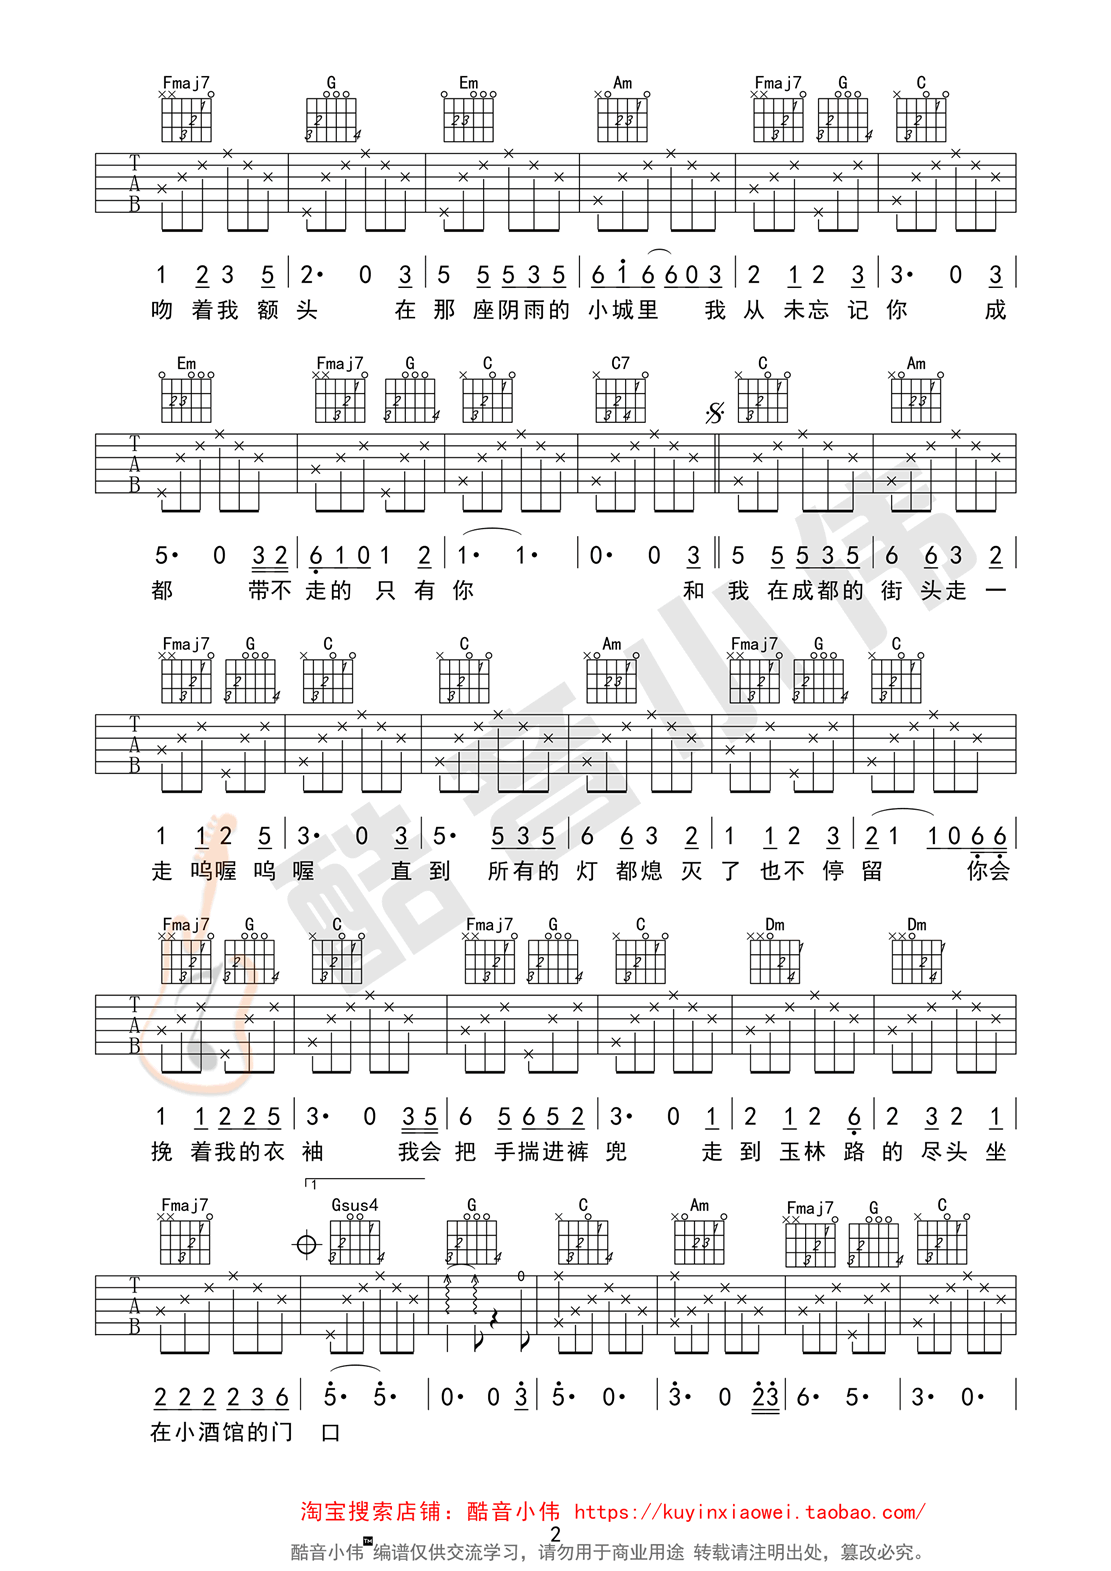 Fmaj7 G Em Am Fmaj7 G C
1 2 3 5 2· 0 3 5 5 5 3 5 6 1 6 6 0 3 2 1 2 3 3· 0 3
吻 着我 额 头 在 那 座阴雨的 小城里 我 从 未忘 记 你 成
Em Fmaj7 G C C7 C Am
5· 0 3 2 6 1 0 1 2 1· 1· 0· 0 3 5 5 5 3 5 6 6 3 2
都 带不 走的 只 有 你 和 我 在成都的 街 头走 一
Fmaj7 G C C Am Fmaj7 G C
1 1 2 5 3· 0 3 5· 5 3 5 6 6 3 2 1 1 2 3 2 1 1 0 6 6
走 呜喔 呜 喔 直 到 所有的 灯 都熄 灭 了 也不 停 留 你会
Fmaj7 G C Fmaj7 G C Dm Dm
1 1 2 2 5 3· 0 3 5 6 5 6 5 2 3· 0 1 2 1 2 6 2 3 2 1
挽 着我的衣 袖 我会 把 手揣进裤 兜 走 到 玉林 路 的 尽头 坐
1
Fmaj7 Gsus4 G C Am Fmaj7 G C
2 2 2 2 3 6 5· 5· 0· 0 3 5· 0· 3· 0 2 3 6· 5· 3· 0·
在小酒馆的门 口
淘宝搜索店铺：酷音小伟 https://kuyinxiaowei.taobao.com/
2
酷音小伟™编谱仅供交流学习，请勿用于商业用途 转载请注明出处，篡改必究。
酷音小伟